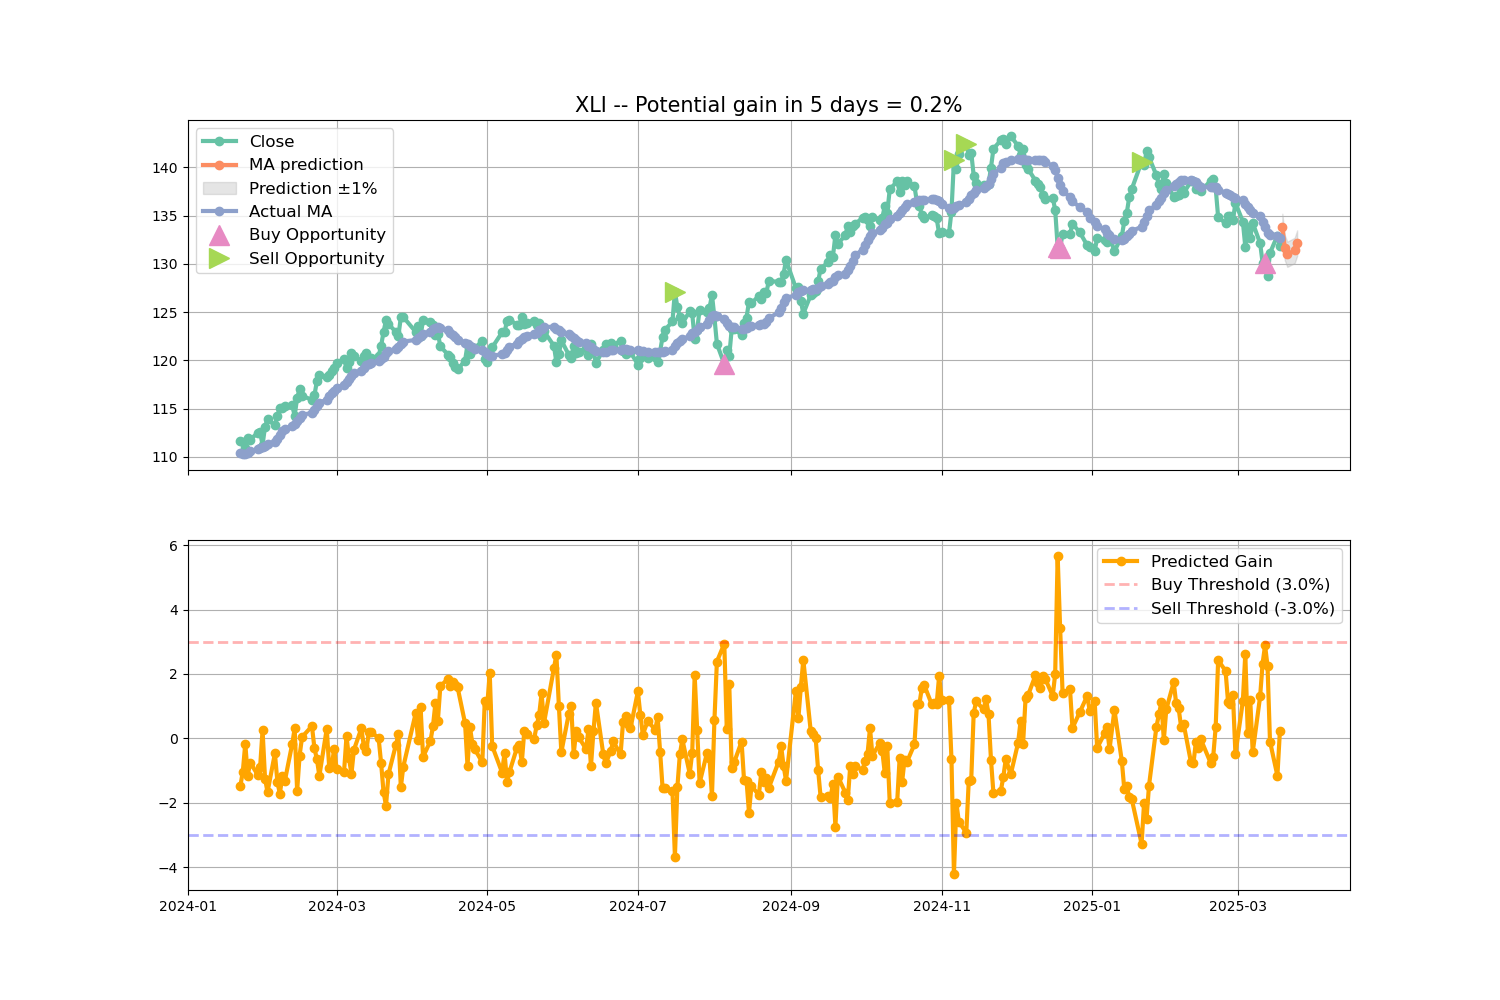 XLI -- Potential gain in 5 days = 0.2%
Close
MA prediction
Prediction ±1%
Actual MA
Buy Opportunity
Sell Opportunity
140
135
130
125
120
115
110
6
4
2
0
−2
−4
Predicted Gain
Buy Threshold (3.0%)
Sell Threshold (-3.0%)
2024-01
2024-03
2024-05
2024-07
2024-09
2024-11
2025-01
2025-03